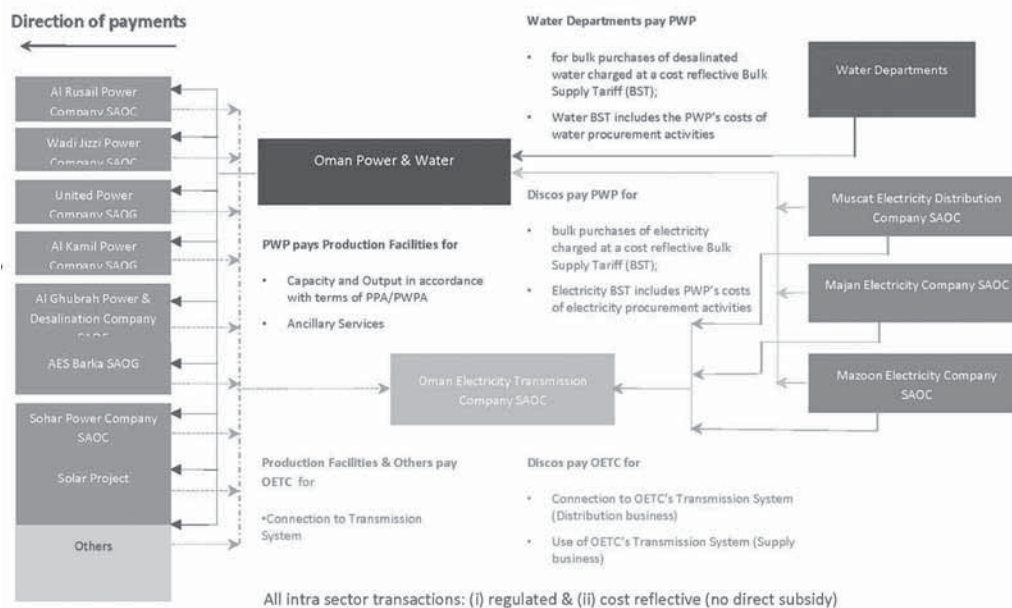 Direction of payments
Al Rusail Power
Company SAOC
Wadi Jizzi Power
Company SAOC
United Power
Company SAOG
Al Kamil Power
Company SAOG
Al Ghubrah Power &
Desalination Company
SAOC
AES Barka SAOG
Sohar Power Company
SAOC
Solar Project
Others
Oman Power & Water
PWP pays Production Facilities for
• Capacity and Output in accordance
with terms of PPA/PWPA
• Ancillary Services
Production Facilities & Others pay
OETC for
•Connection to Transmission
System
Water Departments pay PWP
• for bulk purchases of desalinated
water charged at a cost reflective Bulk
Supply Tariff (BST);
• Water BST includes the PWP's costs of
water procurement activities
Discos pay PWP for
• bulk purchases of electricity
charged at a cost reflective Bulk
Supply Tariff (BST);
• Electricity BST includes PWP's costs
of electricity procurement activities
Oman Electricity Transmission
Company SAOC
Discos pay OETC for
• Connection to OETC's Transmission System
(Distribution business)
• Use of OETC's Transmission System (Supply
business)
Water Departments
Muscat Electricity Distribution
Company SAOC
Majan Electricity Company SAOC
Mazoon Electricity Company
SAOC
All intra sector transactions: (i) regulated & (ii) cost reflective (no direct subsidy)